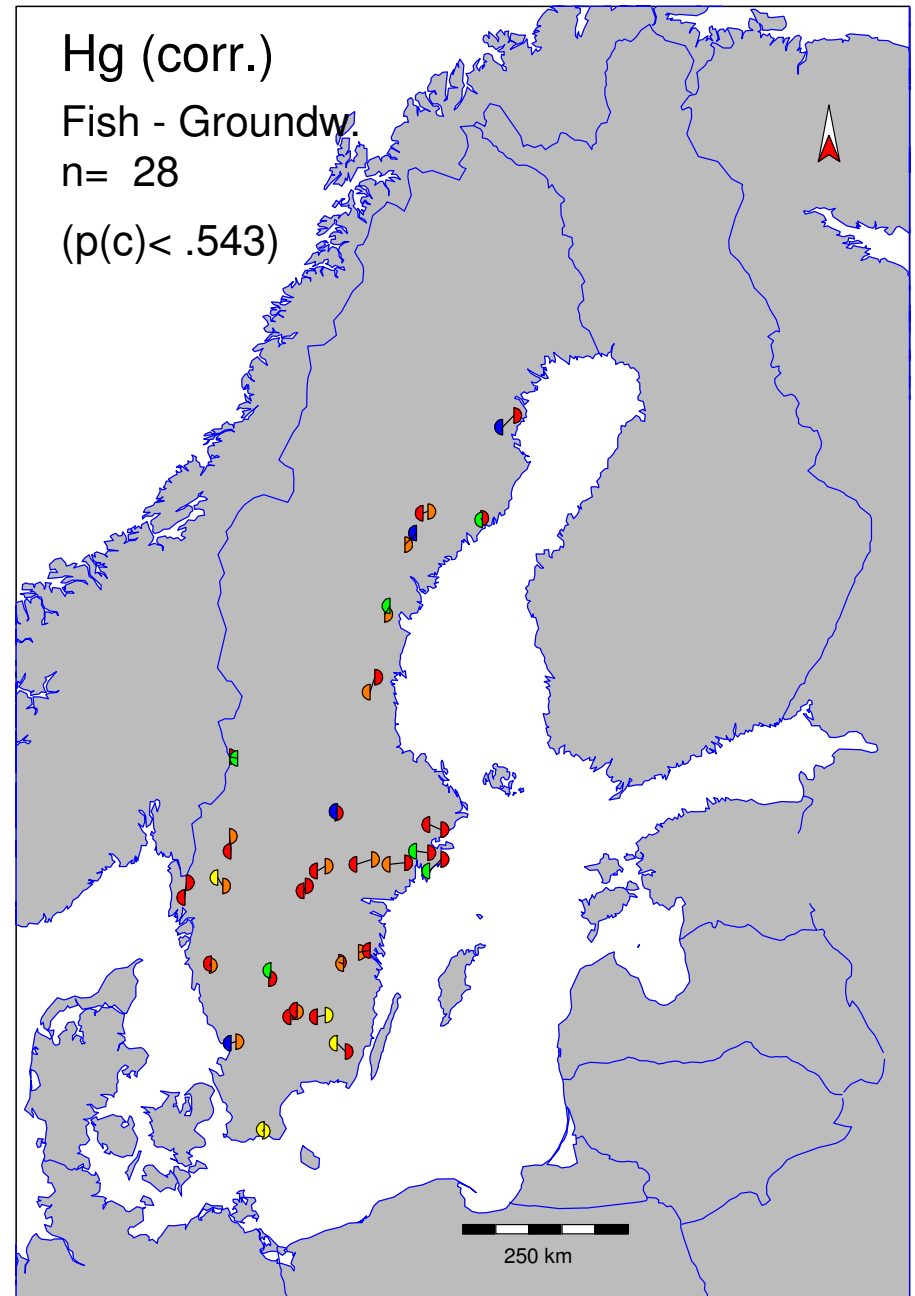 Hg (corr.)
Fish - Groundw.
n= 28
(p(c)< .543)
250 km